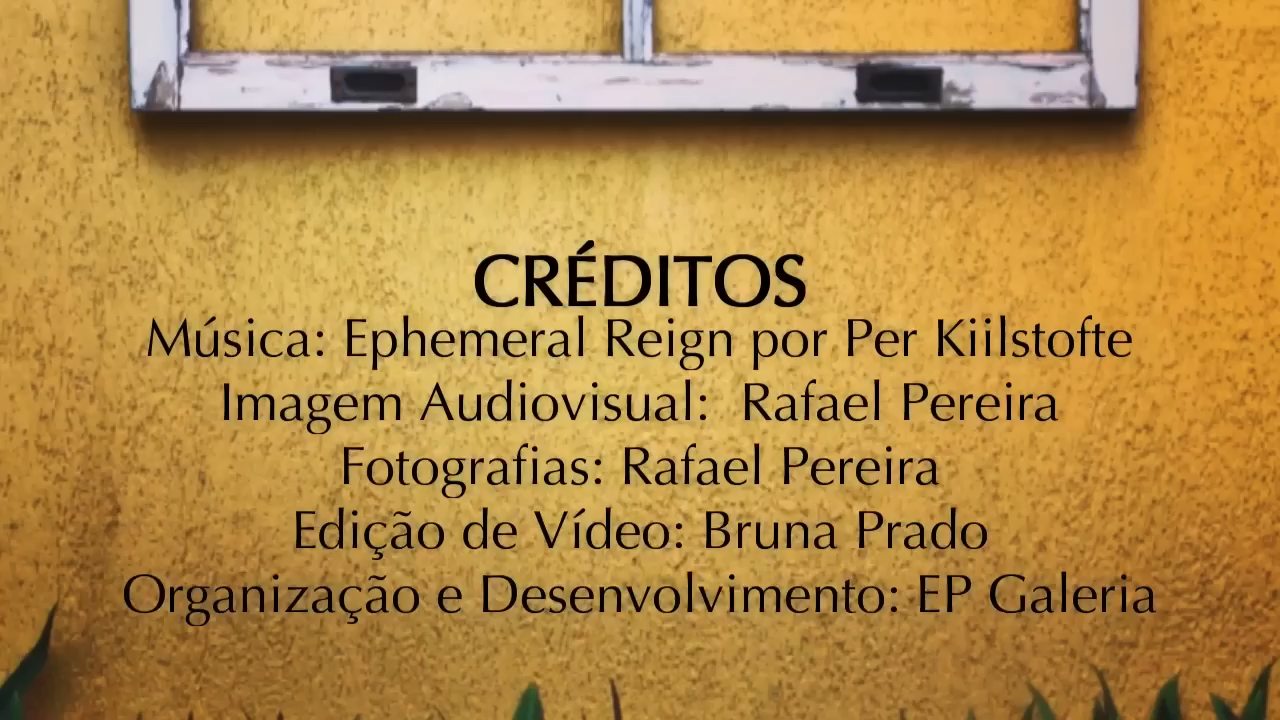 CRÉDITOS
Música: Ephemeral Reign por Per Kiilstofte
Imagem Audiovisual:  Rafael Pereira
Fotografias: Rafael Pereira
Edição de Vídeo: Bruna Prado
Organização e Desenvolvimento: EP Galeria